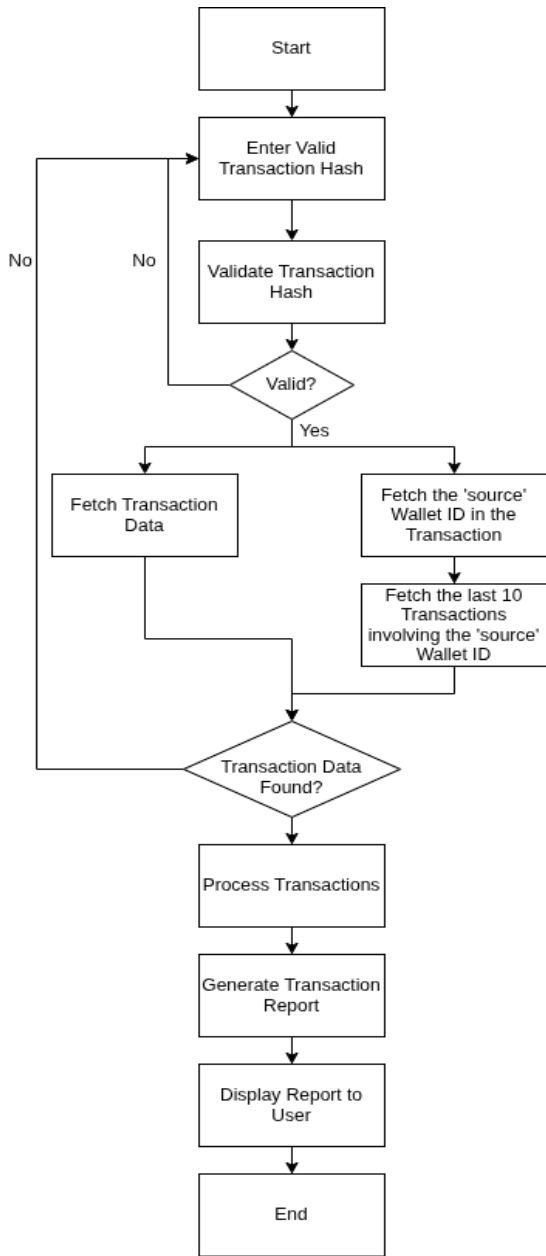 Start
Enter Valid
Transaction Hash
No
No
Validate Transaction
Hash
Valid?
Yes
Fetch Transaction
Data
Fetch the 'source'
Wallet ID in the
Transaction
Fetch the last 10
Transactions
involving the 'source'
Wallet ID
Transaction Data
Found?
Process Transactions
Generate Transaction
Report
Display Report to
User
End